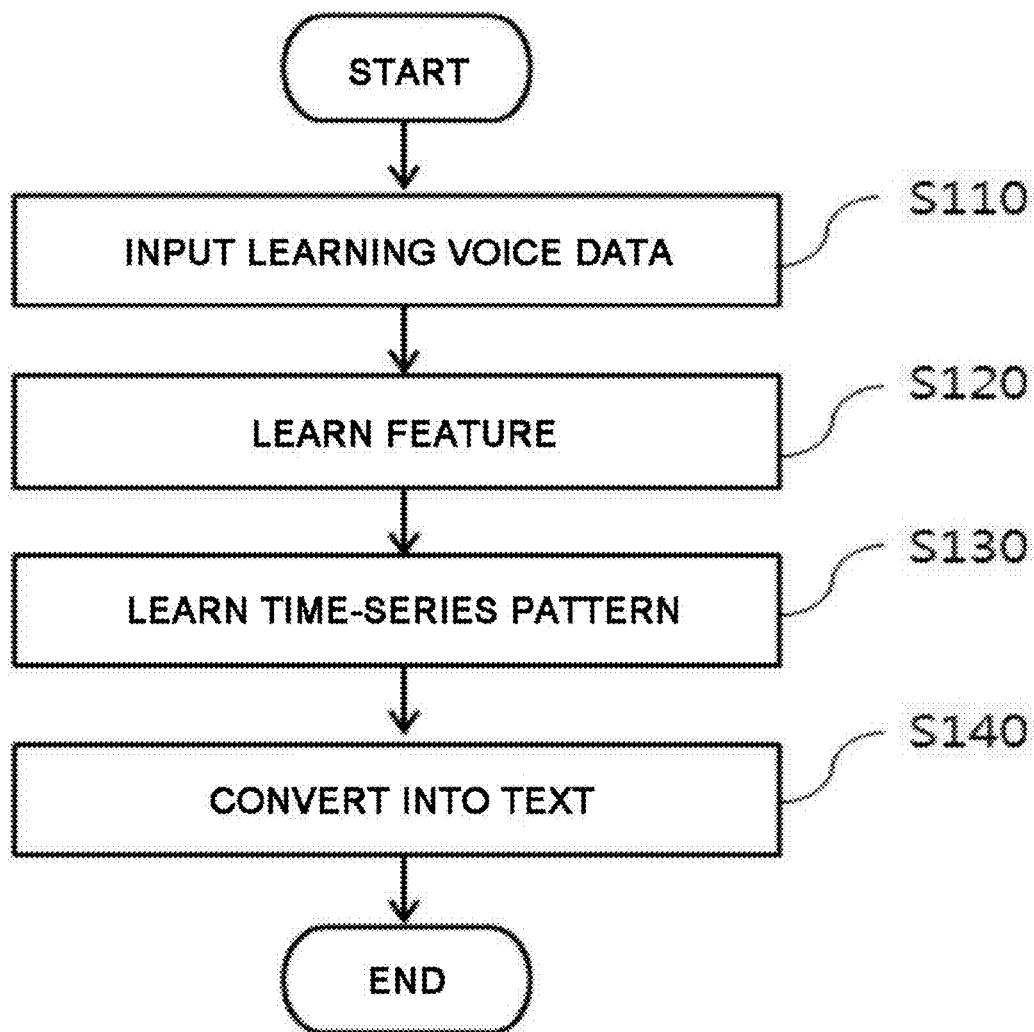 START
S110
INPUT LEARNING VOICE DATA
S120
LEARN FEATURE
S130
LEARN TIME-SERIES PATTERN
S140
CONVERT INTO TEXT
END